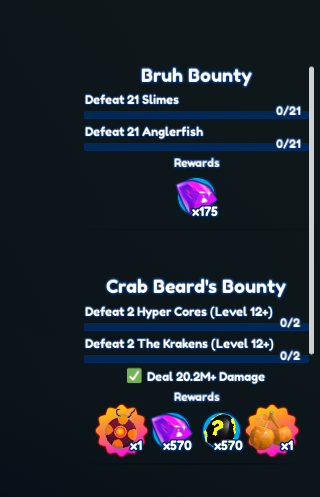 Bruh Bounty
Defeat 21 Slimes
0/21
Defeat 21 Anglerfish
0/21
Rewards
x175
Crab Beard's Bounty
Defeat 2 Hyper Cores (Level 12+)
0/2
Defeat 2 The Krakens (Level 12+)
0/2
✅ Deal 20.2M+ Damage
Rewards
x1 x570 ? x570 x1